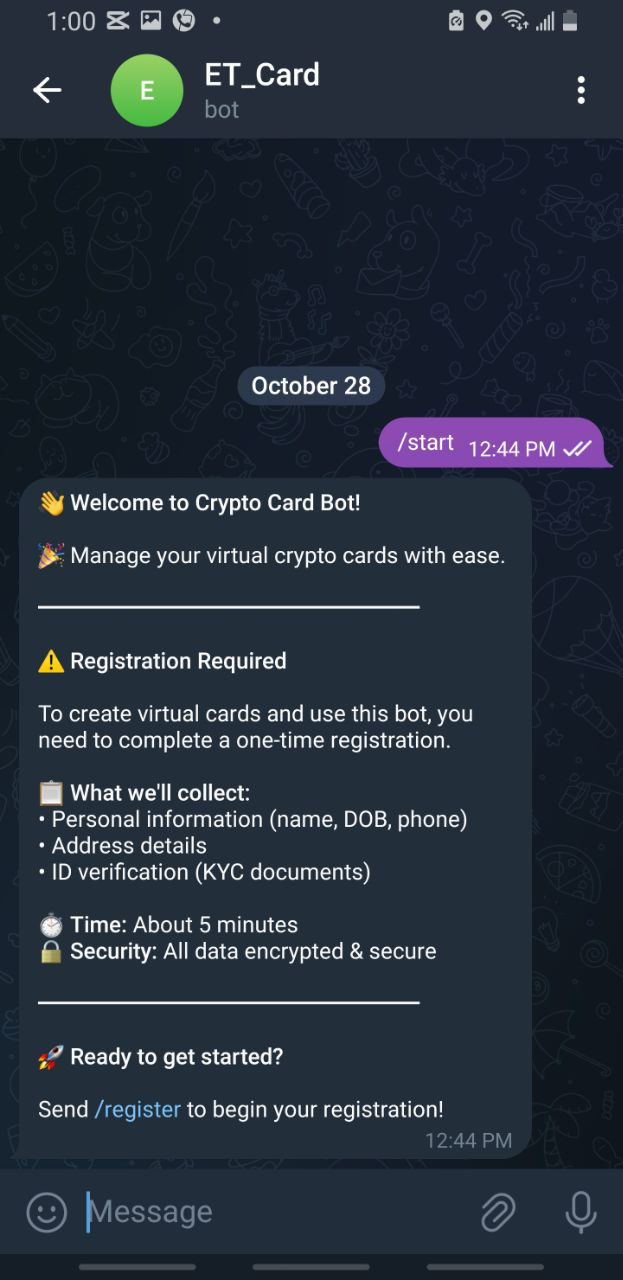 1:00
E
ET_Card
bot
October 28
/start 12:44 PM
👋 Welcome to Crypto Card Bot!
🎉 Manage your virtual crypto cards with ease.
⚠️ Registration Required
To create virtual cards and use this bot, you
need to complete a one-time registration.
📋 What we'll collect:
• Personal information (name, DOB, phone)
• Address details
• ID verification (KYC documents)
⏱️ Time: About 5 minutes
🔒 Security: All data encrypted & secure
🚀 Ready to get started?
Send /register to begin your registration!
12:44 PM
Message